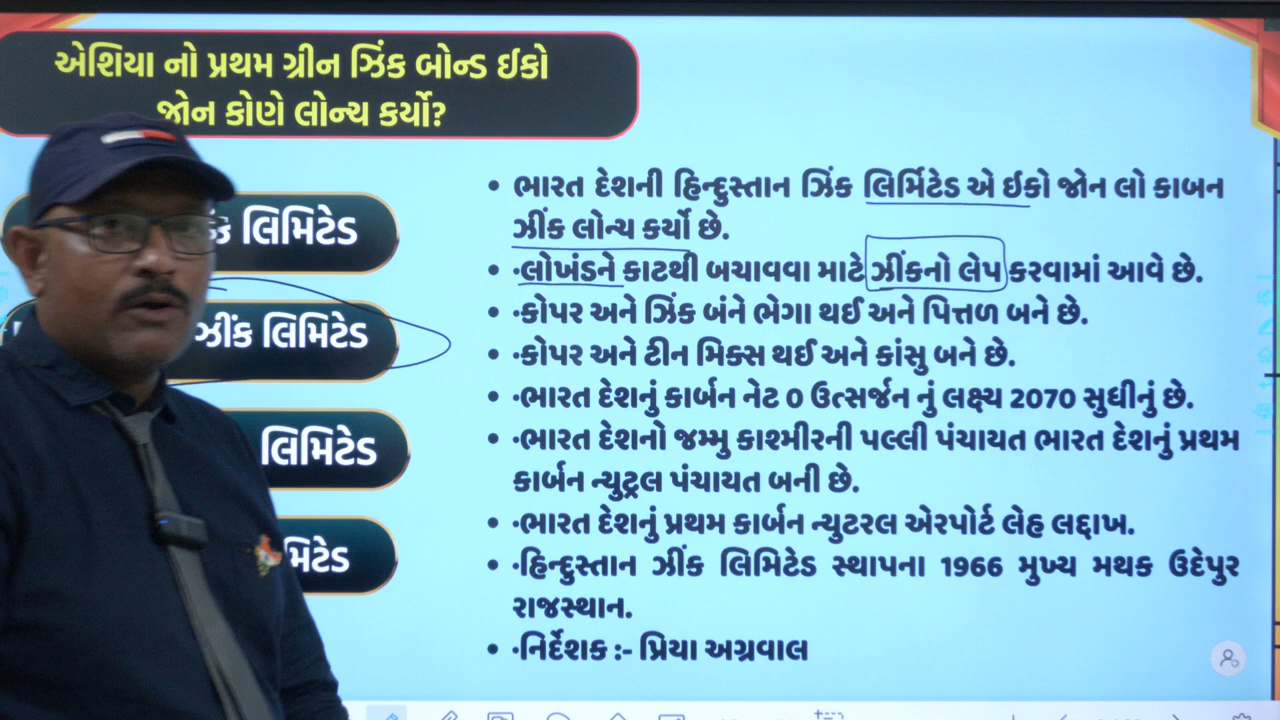 એશિયા નો પ્રથમ ગ્રીન ઝિંક બોન્ડ ઈકો
જોન કોણે લોન્ચ કર્યો?
લિમિટેડ
ઝીંક લિમિટેડ
લિમિટેડ
• ભારત દેશની હિન્દુસ્તાન ઝિંક લિર્મિટેડ એ ઇકો જોન લો કાબન
ઝીંક લોન્ચ કર્યો છે.
• ·લોખંડને કાટથી બચાવવા માટે ઝીંકનો લેપ કરવામાં આવે છે.
• ·કોપર અને ઝિંક બંને ભેગા થઈ અને પિત્તળ બને છે.
• ·કોપર અને ટીન મિક્સ થઈ અને કાંસુ બને છે.
• ·ભારત દેશનું કાર્બન નેટ 0 ઉત્સર્જન નું લક્ષ્ય 2070 સુધીનું છે.
• ·ભારત દેશનો જમ્મુ કાશ્મીરની પલ્લી પંચાયત ભારત દેશનું પ્રથમ
કાર્બન ન્યુટ્રલ પંચાયત બની છે.
• ·ભારત દેશનું પ્રથમ કાર્બન ન્યુટરલ એરપોર્ટ લેહ લદ્દાખ.
• ·હિન્દુસ્તાન ઝીંક લિમિટેડ સ્થાપના 1966 મુખ્ય મથક ઉદેપુર
રાજસ્થાન.
• ·નિર્દેશક :- પ્રિયા અગ્રવાલ